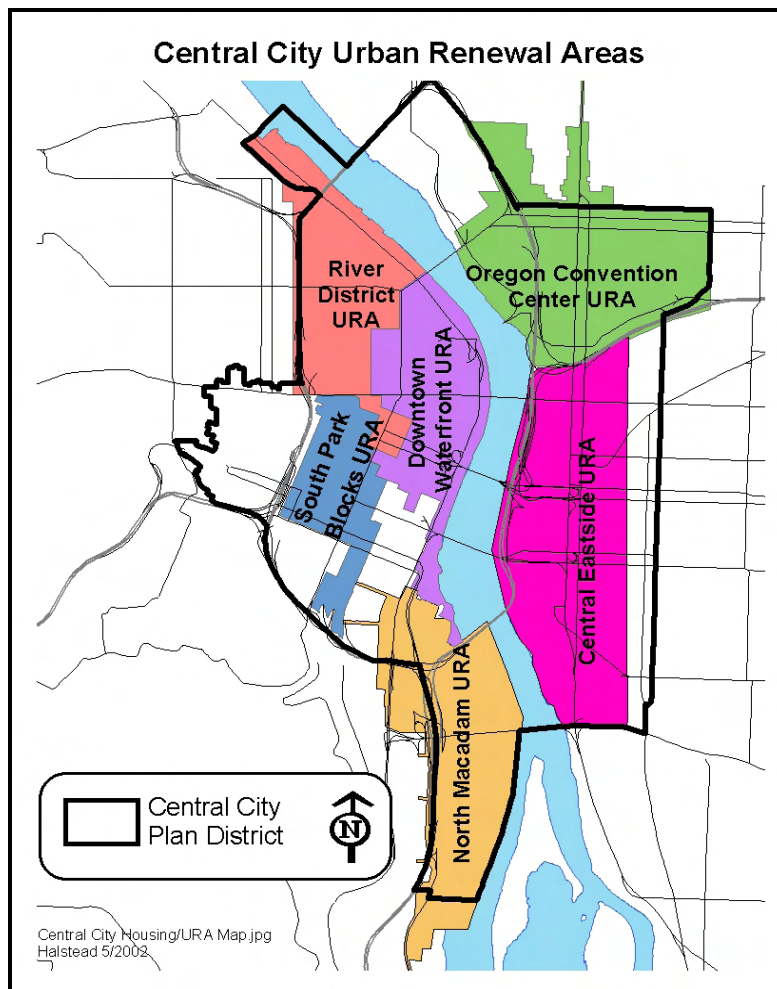 Central City Urban Renewal Areas
River
District
URA
Oregon Convention
Center URA
Downtown
Waterfront URA
South Park
Blocks URA
Central Eastside URA
North Macadam URA
Central City
Plan District
N
Central City Housing/URA Map.jpg
Halstead 5/2002